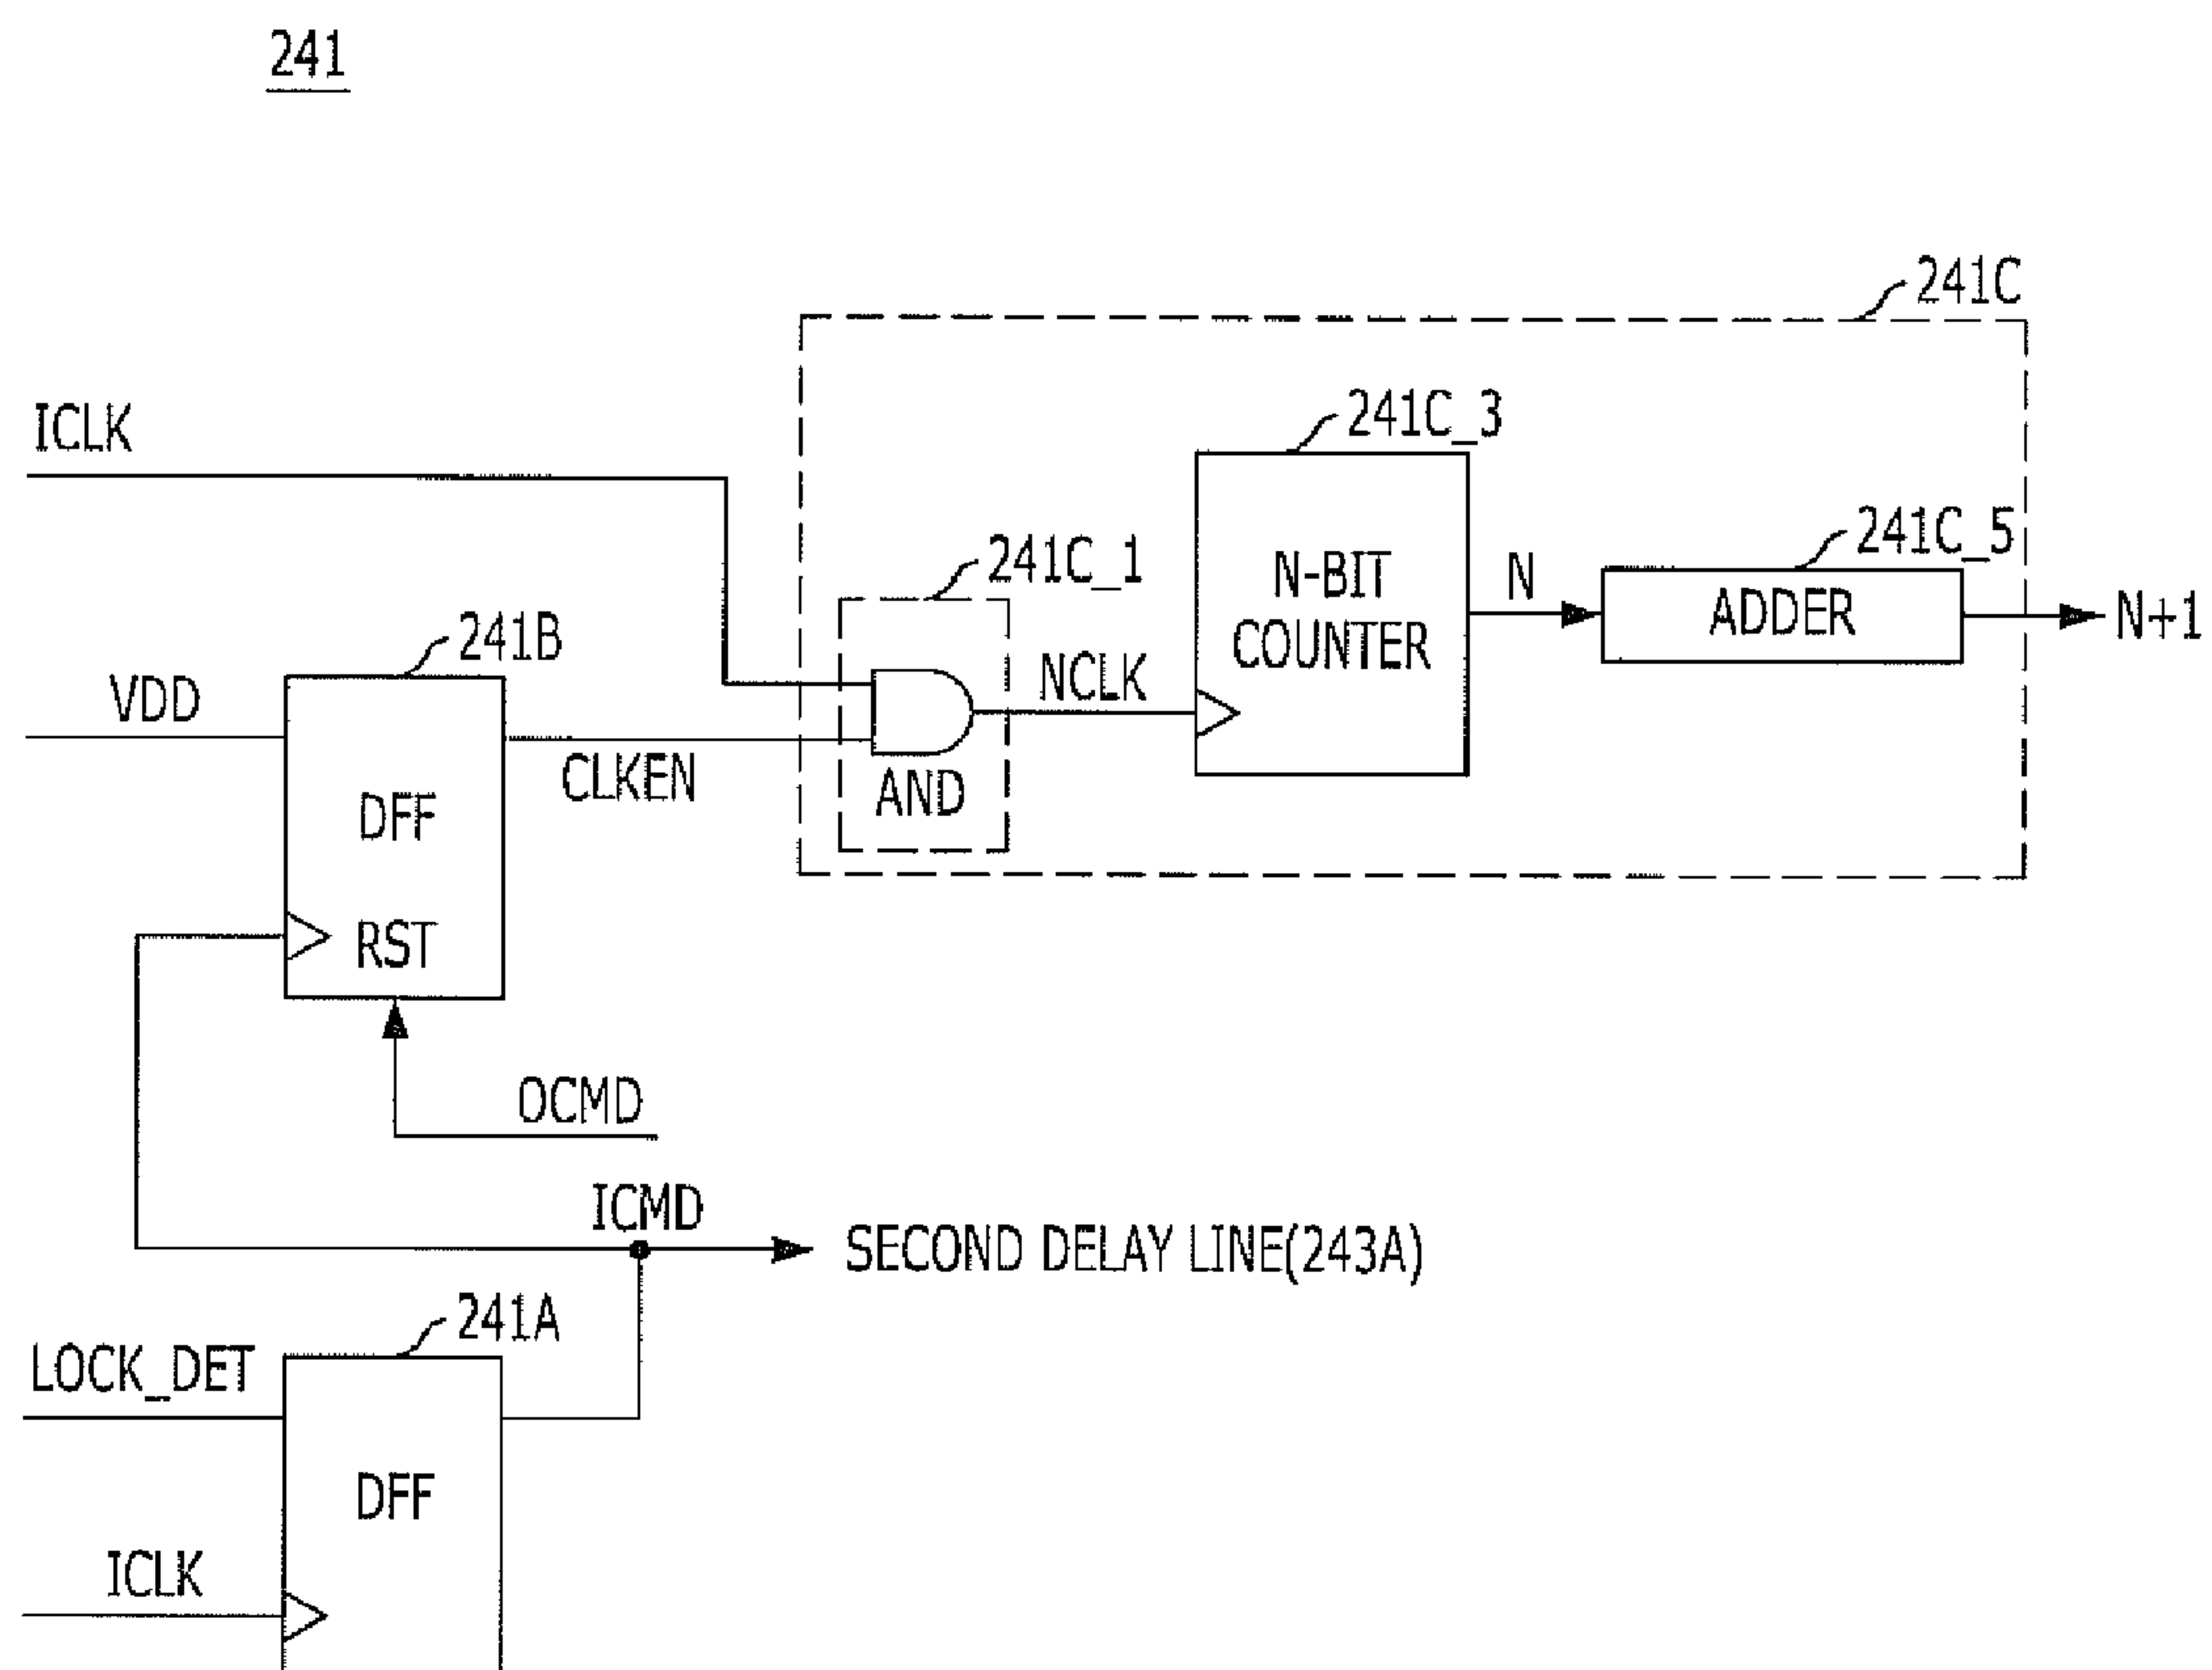 241
241C
ICLK
241C_3
241C_1
241C_5
N-BIT
COUNTER
N
ADDER
N+1
241B
VDD
NCLK
CLKEN
AND
DFF
RST
OCMD
ICMD
SECOND DELAY LINE(243A)
241A
LOCK_DET
DFF
ICLK